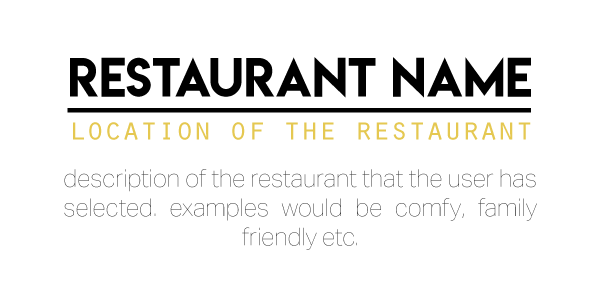 RESTAURANT NAME
LOCATION OF THE RESTAURANT
description of the restaurant that the user has
selected. examples would be comfy, family
friendly etc.